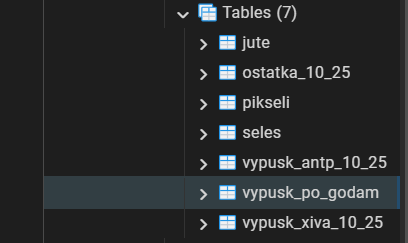 Tables (7)
jute
ostatka_10_25
pikseli
seles
vypusk_antp_10_25
vypusk_po_godam
vypusk_xiva_10_25